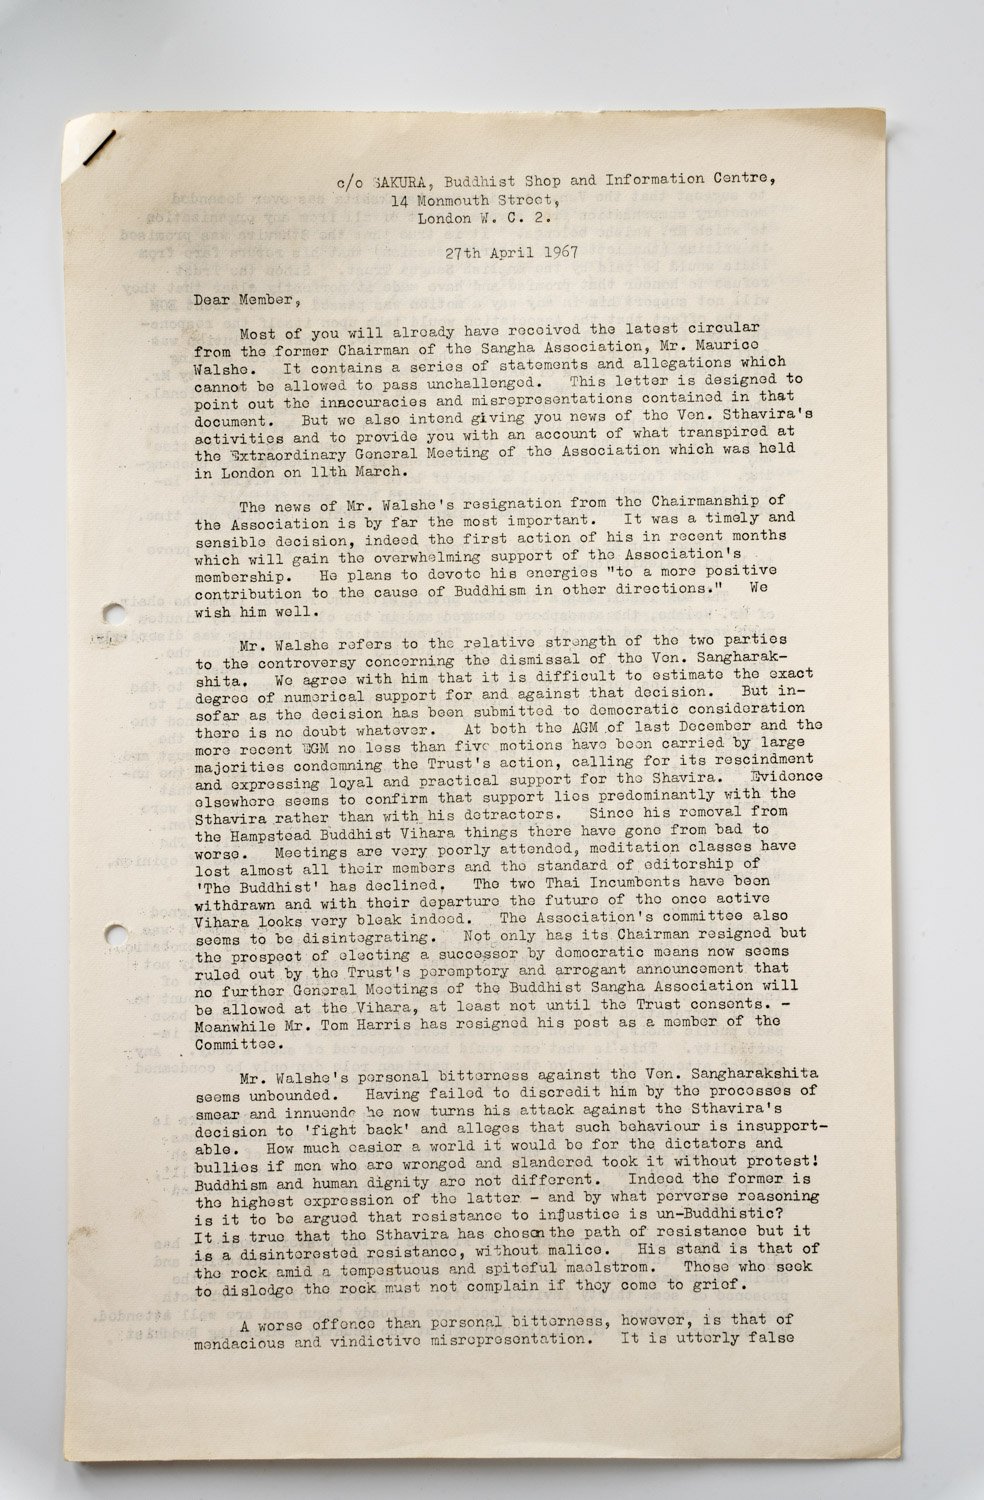 c/o SAKURA, Buddhist Shop and Information Centre,
14 Monmouth Street,
London W. C. 2.
27th April 1967
Dear Member,
Most of you will already have received the latest circular
from the former Chairman of the Sangha Association, Mr. Maurice
Walshe. It contains a series of statements and allegations which
cannot be allowed to pass unchallenged. This letter is designed to
point out the inaccuracies and misrepresentations contained in that
document. But we also intend giving you news of the Ven. Sthavira's
activities and to provide you with an account of what transpired at
the Extraordinary General Meeting of the Association which was held
in London on 11th March.
The news of Mr. Walshe's resignation from the Chairmanship of
the Association is by far the most important. It was a timely and
sensible decision, indeed the first action of his in recent months
which will gain the overwhelming support of the Association's
membership. He plans to devote his energies "to a more positive
contribution to the cause of Buddhism in other directions." We
wish him well.
Mr. Walshe refers to the relative strength of the two parties
to the controversy concerning the dismissal of the Ven. Sangharak-
shita. We agree with him that it is difficult to estimate the exact
degree of numerical support for and against that decision. But in-
sofar as the decision has been submitted to democratic consideration
there is no doubt whatever. At both the AGM of last December and the
more recent EGM no less than five motions have been carried by large
majorities condemning the Trust's action, calling for its rescindment
and expressing loyal and practical support for the Shavira. Evidence
elsewhere seems to confirm that support lies predominantly with the
Sthavira rather than with his detractors. Since his removal from
the Hampstead Buddhist Vihara things there have gone from bad to
worse. Meetings are very poorly attended, meditation classes have
lost almost all their members and the standard of editorship of
'The Buddhist' has declined. The two Thai Incumbents have been
withdrawn and with their departure the future of the once active
Vihara looks very bleak indeed. The Association's committee also
seems to be disintegrating. Not only has its Chairman resigned but
the prospect of electing a successor by democratic means now seems
ruled out by the Trust's peremptory and arrogant announcement that
no further General Meetings of the Buddhist Sangha Association will
be allowed at the Vihara, at least not until the Trust consents. -
Meanwhile Mr. Tom Harris has resigned his post as a member of the
Committee.
Mr. Walshe's personal bitterness against the Ven. Sangharakshita
seems unbounded. Having failed to discredit him by the processes of
smear and innuendo he now turns his attack against the Sthavira's
decision to 'fight back' and alleges that such behaviour is insupport-
able. How much easier a world it would be for the dictators and
bullies if men who are wronged and slandered took it without protest!
Buddhism and human dignity are not different. Indeed the former is
the highest expression of the latter - and by what perverse reasoning
is it to be argued that resistance to injustice is un-Buddhistic?
It is true that the Sthavira has chosen the path of resistance but it
is a disinterested resistance, without malice. His stand is that of
the rock amid a tempestuous and spiteful maelstrom. Those who seek
to dislodge the rock must not complain if they come to grief.
A worse offence than personal bitterness, however, is that of
mendacious and vindictive misrepresentation. It is utterly false